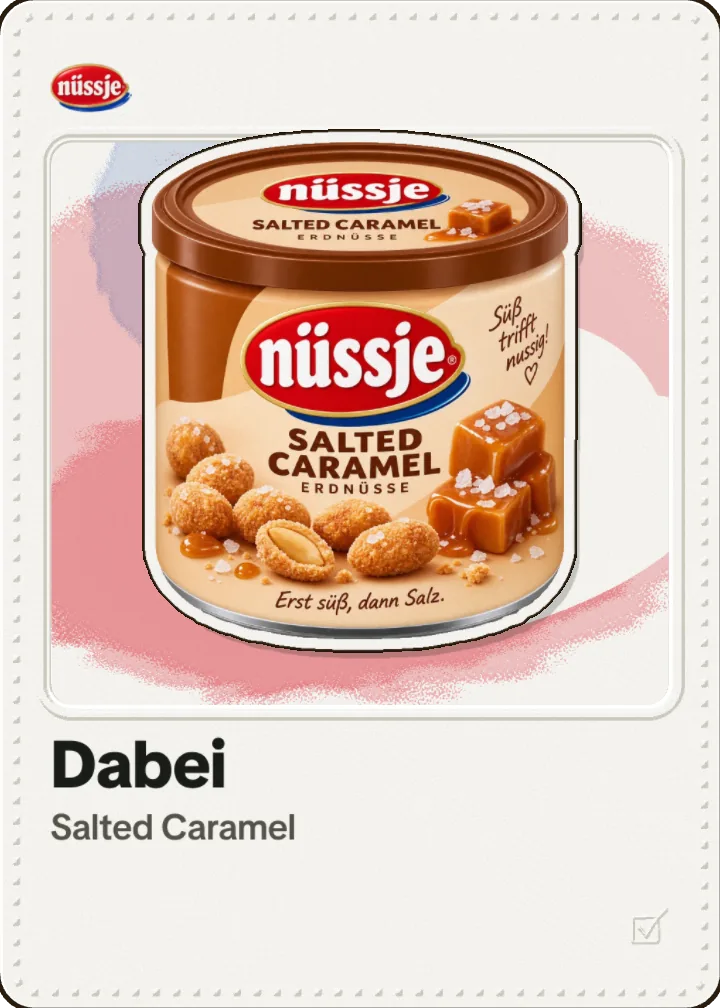 nüssje
nüssje
SALTED CARAMEL
ERDNÜSSE
Süß
trifft
nussig!
nüssje®
SALTED
CARAMEL
ERDNÜSSE
Erst süß, dann Salz.
Dabei
Salted Caramel